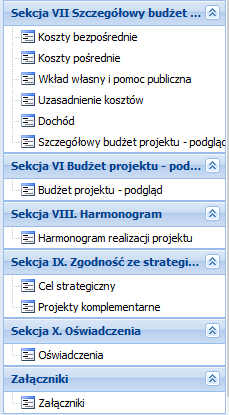 Sekcja VII Szczegółowy budżet ...
Koszty bezpośrednie
Koszty pośrednie
Wkład własny i pomoc publiczna
Uzasadnienie kosztów
Dochód
Szczegółowy budżet projektu - podgląd
Sekcja VI Budżet projektu - pod...
Budżet projektu - podgląd
Sekcja VIII. Harmonogram
Harmonogram realizacji projektu
Sekcja IX. Zgodność ze strategi...
Cel strategiczny
Projekty komplementarne
Sekcja X. Oświadczenia
Oświadczenia
Załączniki
Załączniki